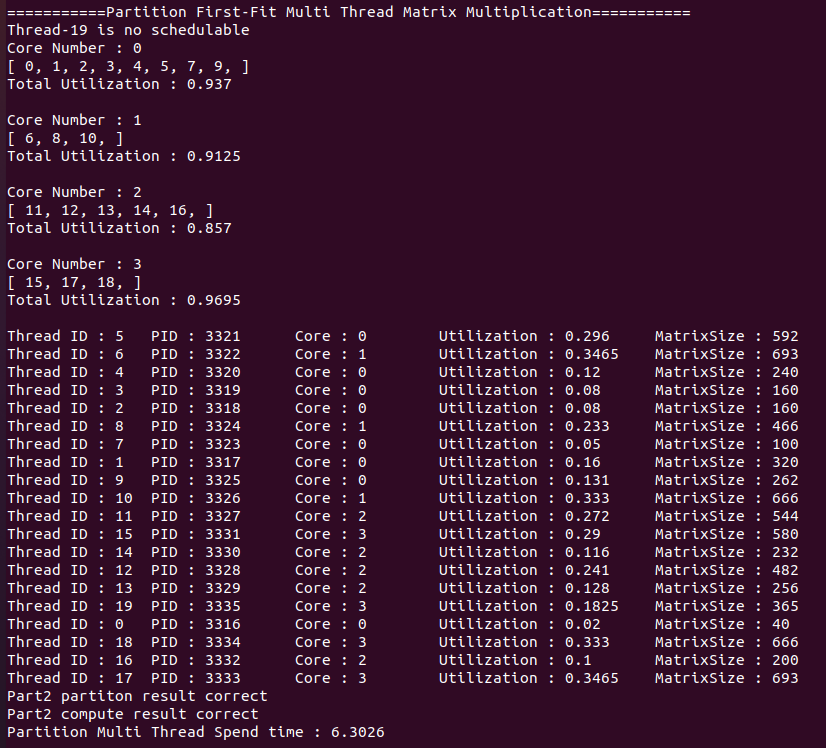 ===========Partition First-Fit Multi Thread Matrix Multiplication===========
Thread-19 is no schedulable
Core Number : 0
[ 0, 1, 2, 3, 4, 5, 7, 9, ]
Total Utilization : 0.937
Core Number : 1
[ 6, 8, 10, ]
Total Utilization : 0.9125
Core Number : 2
[ 11, 12, 13, 14, 16, ]
Total Utilization : 0.857
Core Number : 3
[ 15, 17, 18, ]
Total Utilization : 0.9695
Thread ID : 5 PID : 3321 Core : 0 Utilization : 0.296 MatrixSize : 592
Thread ID : 6 PID : 3322 Core : 1 Utilization : 0.3465 MatrixSize : 693
Thread ID : 4 PID : 3320 Core : 0 Utilization : 0.12 MatrixSize : 240
Thread ID : 3 PID : 3319 Core : 0 Utilization : 0.08 MatrixSize : 160
Thread ID : 2 PID : 3318 Core : 0 Utilization : 0.08 MatrixSize : 160
Thread ID : 8 PID : 3324 Core : 1 Utilization : 0.233 MatrixSize : 466
Thread ID : 7 PID : 3323 Core : 0 Utilization : 0.05 MatrixSize : 100
Thread ID : 1 PID : 3317 Core : 0 Utilization : 0.16 MatrixSize : 320
Thread ID : 9 PID : 3325 Core : 0 Utilization : 0.131 MatrixSize : 262
Thread ID : 10 PID : 3326 Core : 1 Utilization : 0.333 MatrixSize : 666
Thread ID : 11 PID : 3327 Core : 2 Utilization : 0.272 MatrixSize : 544
Thread ID : 15 PID : 3331 Core : 3 Utilization : 0.29 MatrixSize : 580
Thread ID : 14 PID : 3330 Core : 2 Utilization : 0.116 MatrixSize : 232
Thread ID : 12 PID : 3328 Core : 2 Utilization : 0.241 MatrixSize : 482
Thread ID : 13 PID : 3329 Core : 2 Utilization : 0.128 MatrixSize : 256
Thread ID : 19 PID : 3335 Core : 3 Utilization : 0.1825 MatrixSize : 365
Thread ID : 0 PID : 3316 Core : 0 Utilization : 0.02 MatrixSize : 40
Thread ID : 18 PID : 3334 Core : 3 Utilization : 0.333 MatrixSize : 666
Thread ID : 16 PID : 3332 Core : 2 Utilization : 0.1 MatrixSize : 200
Thread ID : 17 PID : 3333 Core : 3 Utilization : 0.3465 MatrixSize : 693
Part2 partiton result correct
Part2 compute result correct
Partition Multi Thread Spend time : 6.3026